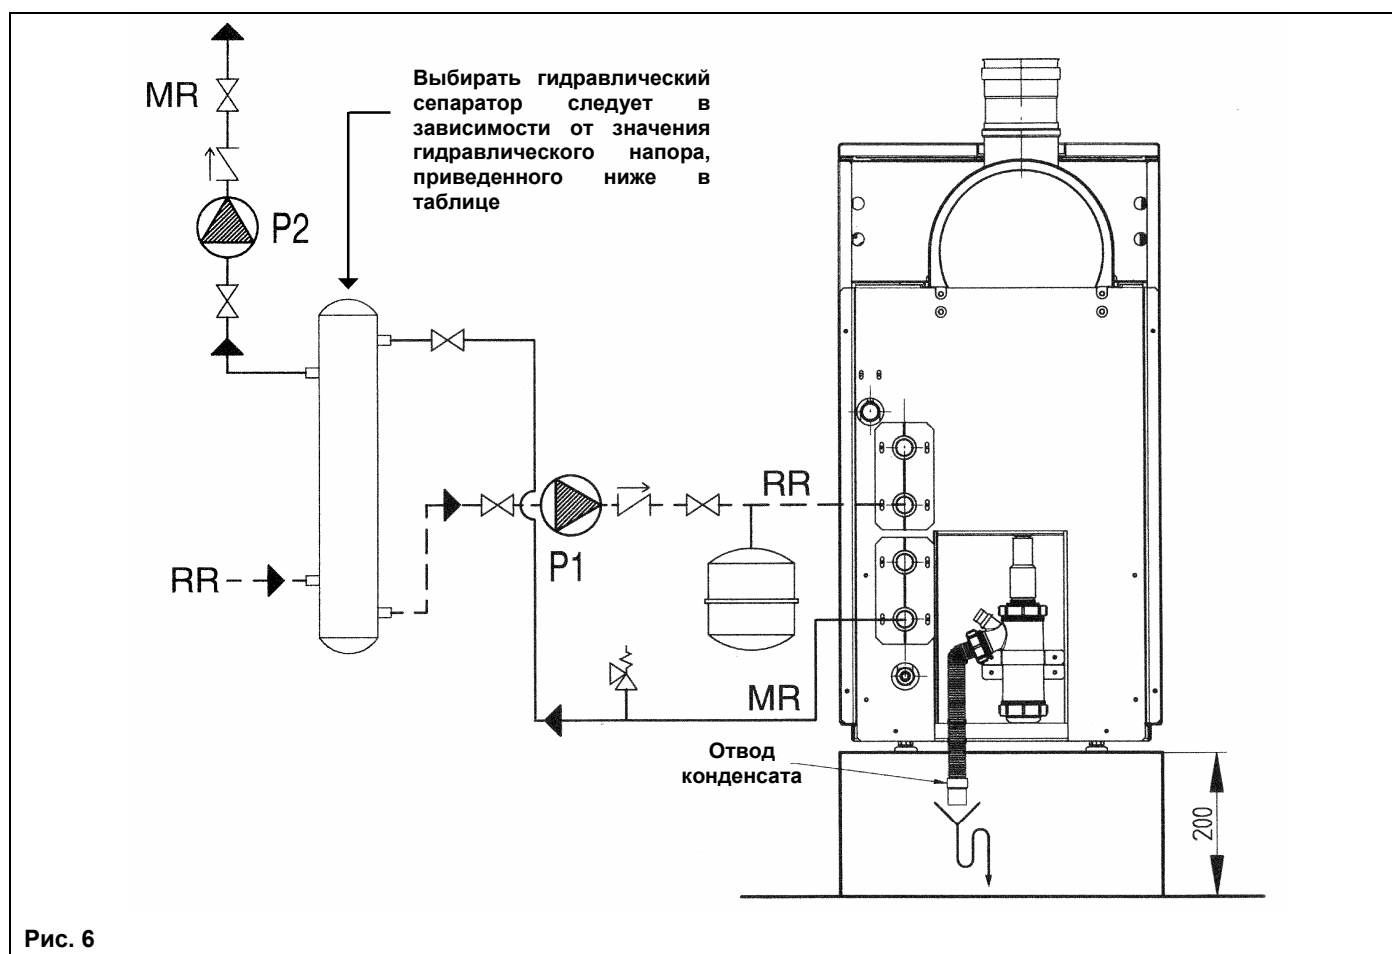 MR
Выбирать гидравлический
сепаратор следует в
зависимости от значения
гидравлического напора,
приведенного ниже в
таблице
P2
RR
P1
RR
MR
Отвод
конденсата
200
Рис. 6